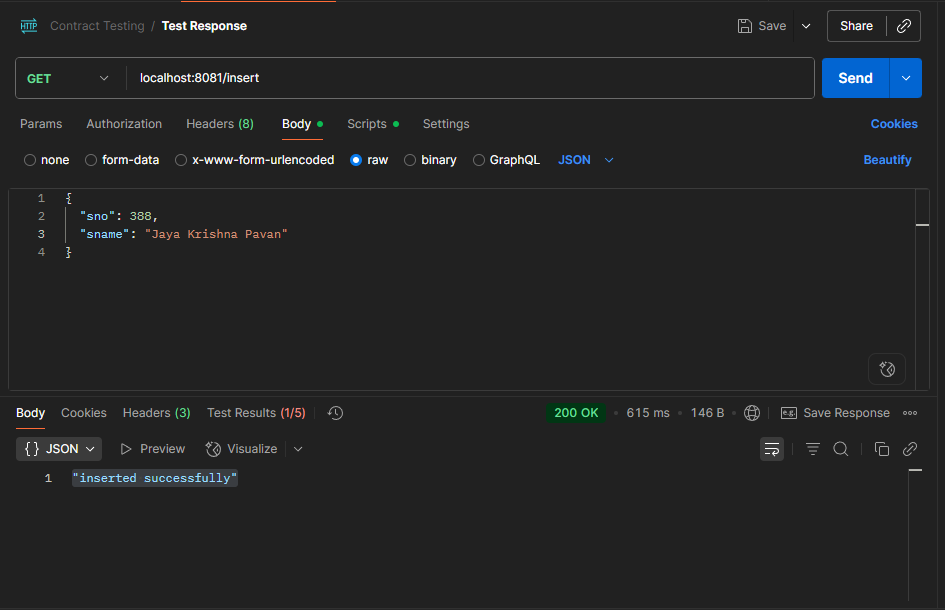 HTTP Contract Testing / Test Response Save Share
GET localhost:8081/insert Send
Params Authorization Headers (8) Body Scripts Settings Cookies
none form-data x-www-form-urlencoded raw binary GraphQL JSON Beautify
1 {
2 "sno": 388,
3 "sname": "Jaya Krishna Pavan"
4 }
Body Cookies Headers (3) Test Results (1/5) 200 OK 615 ms 146 B e.g. Save Response
{} JSON Preview Visualize
1 "inserted successfully"